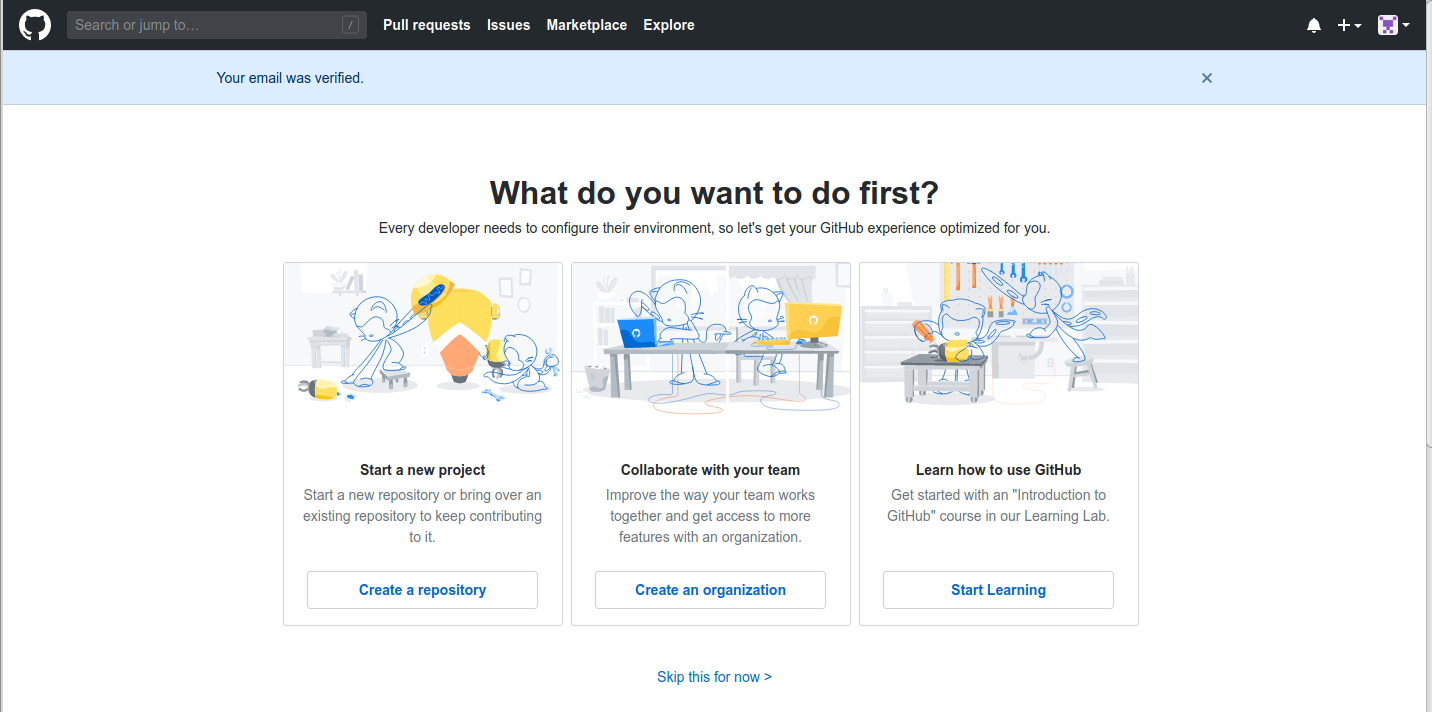 Search or jump to… /
Pull requests Issues Marketplace Explore
Your email was verified.
What do you want to do first?
Every developer needs to configure their environment, so let's get your GitHub experience optimized for you.
Start a new project
Start a new repository or bring over an
existing repository to keep contributing
to it.
Create a repository
Collaborate with your team
Improve the way your team works
together and get access to more
features with an organization.
Create an organization
Learn how to use GitHub
Get started with an "Introduction to
GitHub" course in our Learning Lab.
Start Learning
Skip this for now >